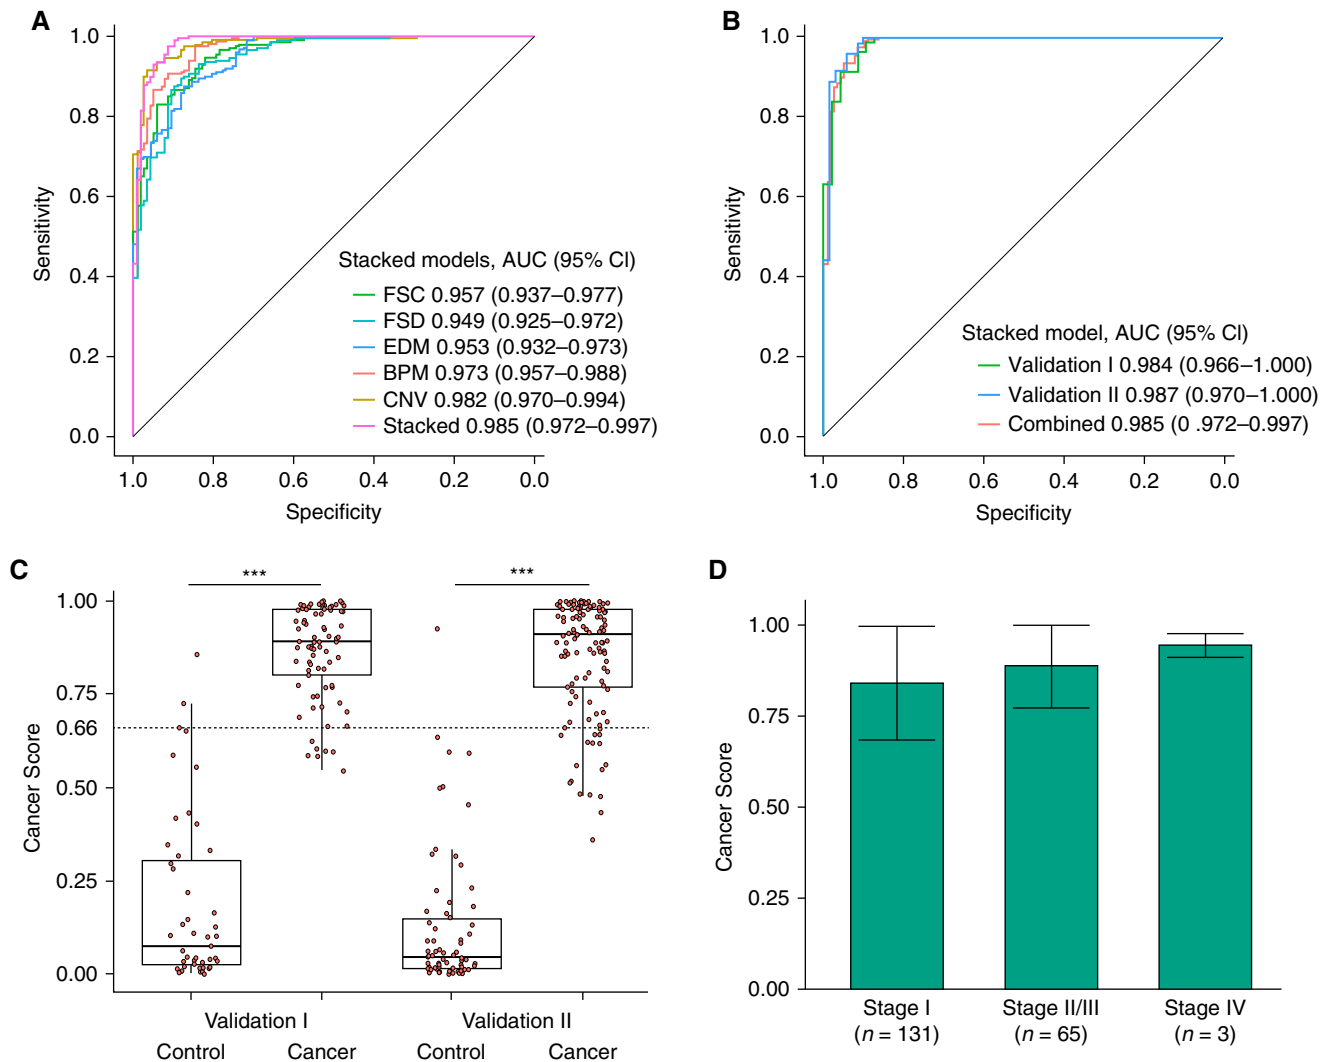 A
1.0
0.8
0.6
0.4
0.2
0.0
Sensitivity
Stacked models, AUC (95% CI)
FSC 0.957 (0.937–0.977)
FSD 0.949 (0.925–0.972)
EDM 0.953 (0.932–0.973)
BPM 0.973 (0.957–0.988)
CNV 0.982 (0.970–0.994)
Stacked 0.985 (0.972–0.997)
1.0 0.8 0.6 0.4 0.2 0.0
Specificity
B
1.0
0.8
0.6
0.4
0.2
0.0
Sensitivity
Stacked model, AUC (95% CI)
Validation I 0.984 (0.966–1.000)
Validation II 0.987 (0.970–1.000)
Combined 0.985 (0 .972–0.997)
1.0 0.8 0.6 0.4 0.2 0.0
Specificity
C
*** ***
1.00
0.75
0.66
0.50
0.25
0.00
Cancer Score
Validation I Validation II
Control Cancer Control Cancer
D
1.00
0.75
0.50
0.25
0.00
Cancer Score
Stage I Stage II/III Stage IV
(n = 131) (n = 65) (n = 3)